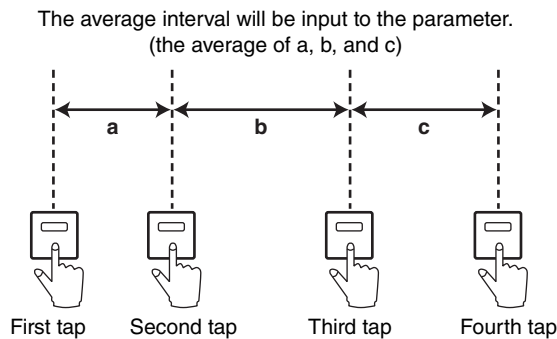 The average interval will be input to the parameter.
(the average of a, b, and c)
a
b
c
First tap
Second tap
Third tap
Fourth tap